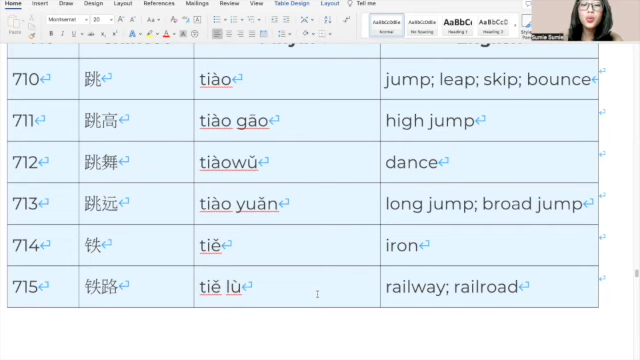 Home Insert Draw Design Layout References Mailings Review View Table Design Layout Tell me
Montserrat 20
Paste
AaBbCcDdEe AaBbCcDdEe AaBbC AaBbCcDc
Normal No Spacing Heading 1 Heading 2
Sumie Sumie
710 跳 tiào jump; leap; skip; bounce
711 跳高 tiào gāo high jump
712 跳舞 tiàowǔ dance
713 跳远 tiào yuǎn long jump; broad jump
714 铁 tiě iron
715 铁路 tiě lù railway; railroad